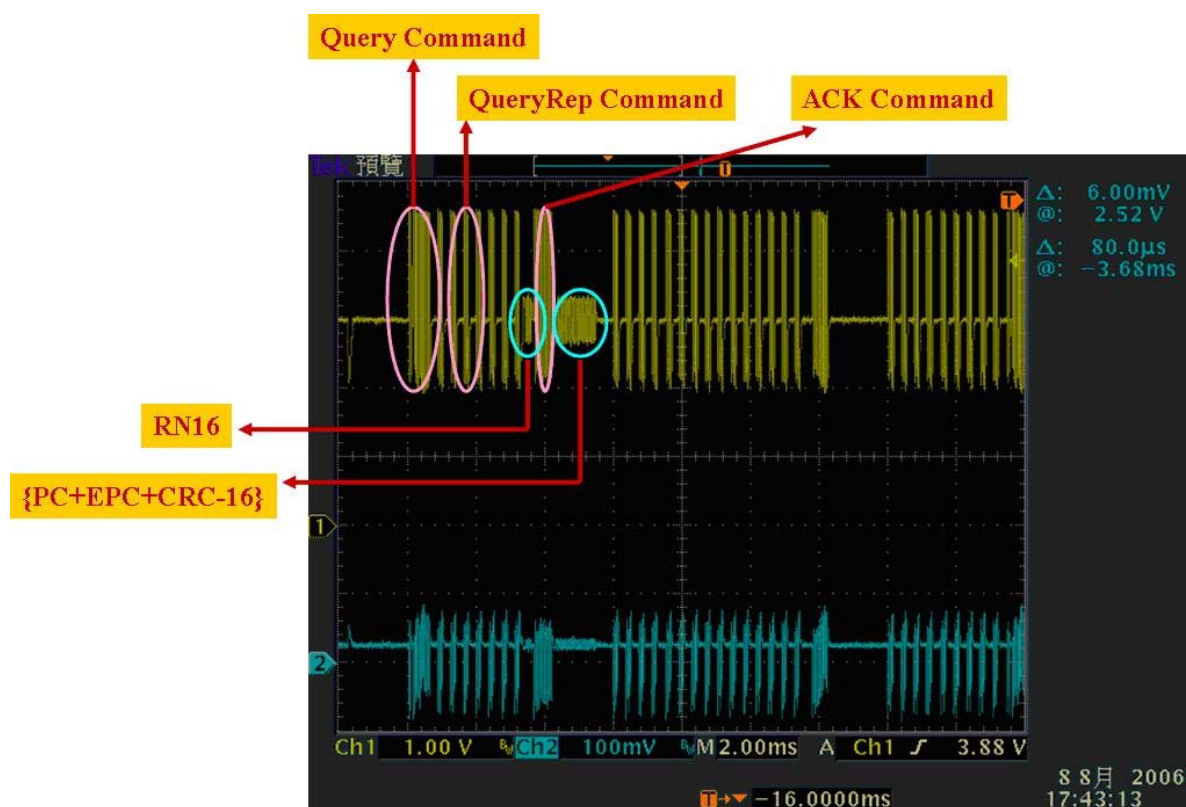 Query Command
QueryRep Command
ACK Command
Tek 預覽
T
T
Δ: 6.00mV
@: 2.52 V
Δ: 80.0μs
@: -3.68ms
RN16
{PC+EPC+CRC-16}
1
2
Ch1 1.00 V BW Ch2 100mV BW M 2.00ms A Ch1 ʃ 3.88 V
T→▼ -16.0000ms
8 8月 2006
17:43:13